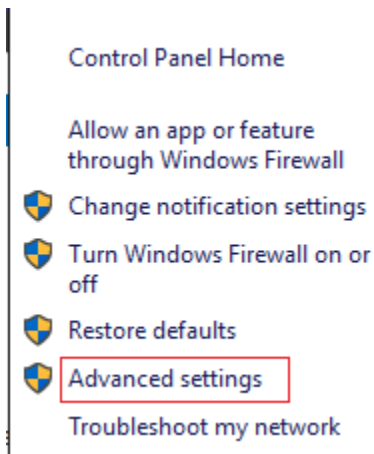 Control Panel Home
Allow an app or feature
through Windows Firewall
Change notification settings
Turn Windows Firewall on or
off
Restore defaults
Advanced settings
Troubleshoot my network